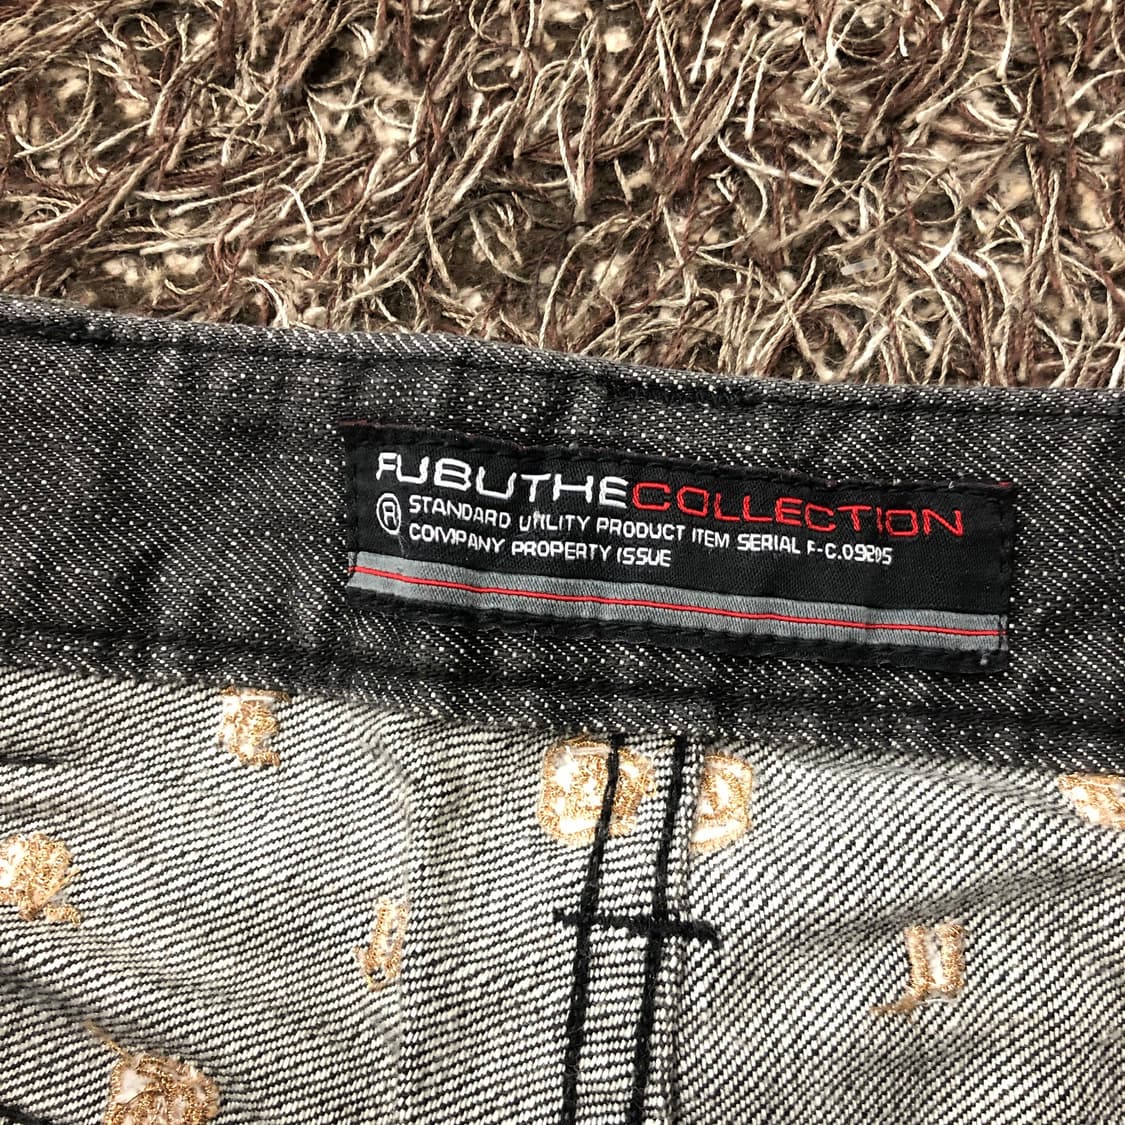 FUBUTHECOLLECTION
® STANDARD UTILITY PRODUCT ITEM SERIAL F-C.09205
COMPANY PROPERTY ISSUE